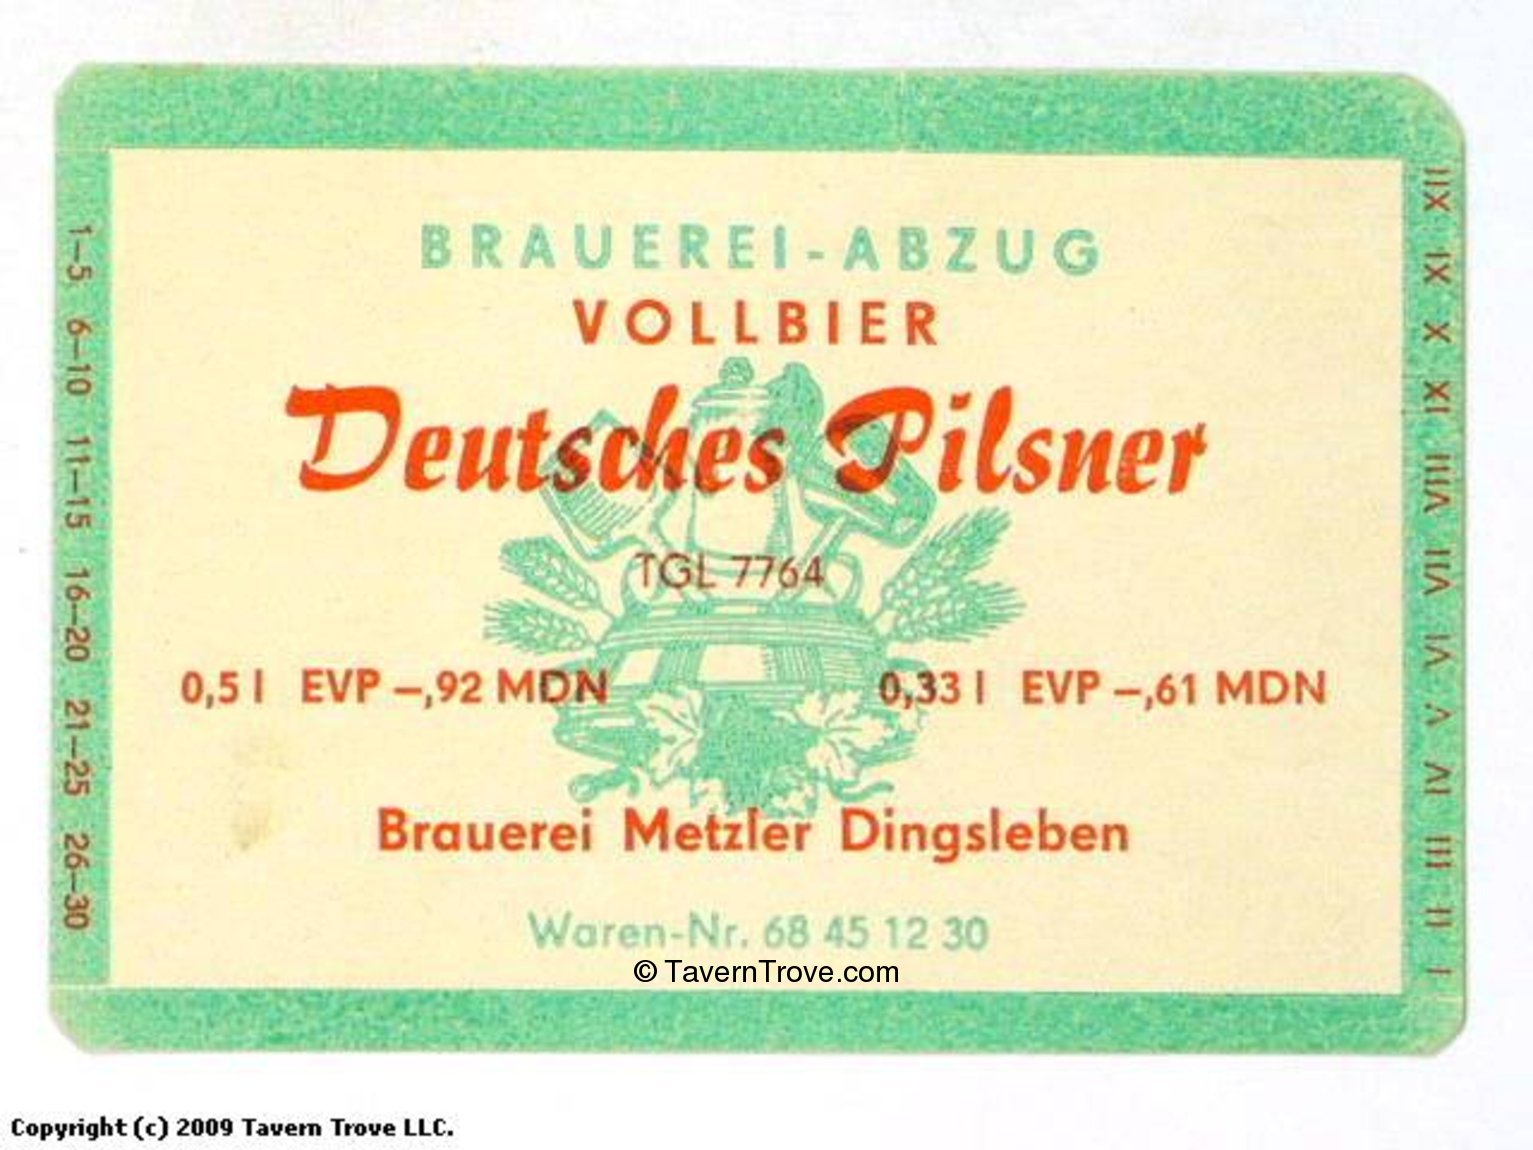 BRAUEREI-ABZUG
VOLLBIER
Deutsches Pilsner
TGL 7764
0,5 l EVP –,92 MDN 0,33 l EVP –,61 MDN
Brauerei Metzler Dingsleben
Waren-Nr. 68 45 12 30
© TavernTrove.com
1–5 6–10 11–15 16–20 21–25 26–30
I II III IV V VI VII VIII IX X XI XII
Copyright (c) 2009 Tavern Trove LLC.